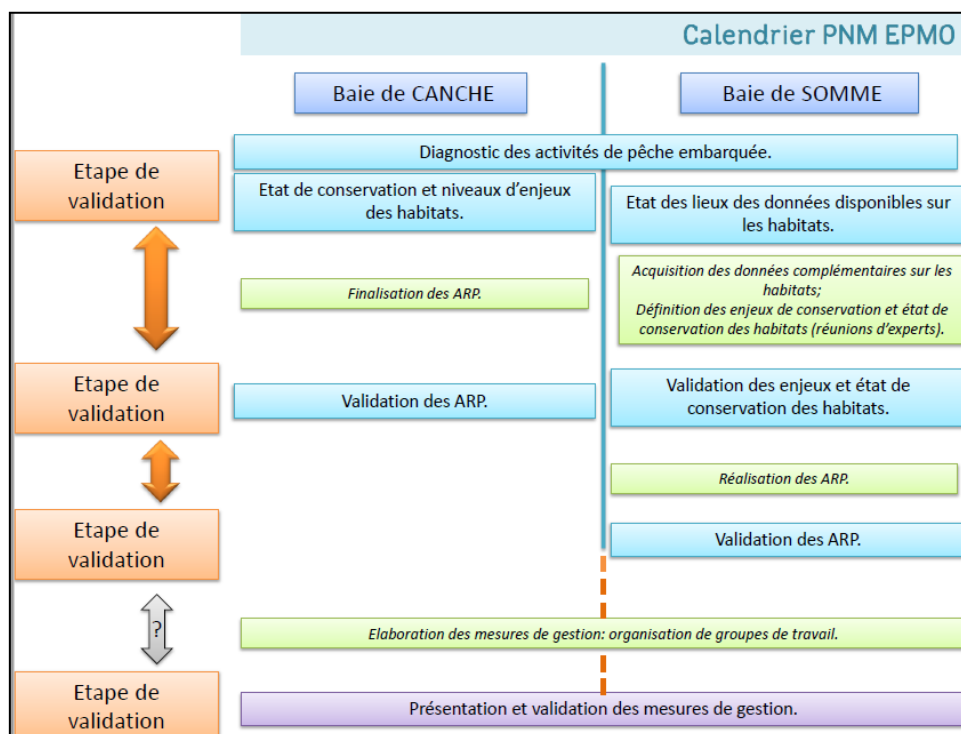 Calendrier PNM EPMO
Baie de CANCHE
Baie de SOMME
Etape de
validation
Diagnostic des activités de pêche embarquée.
Etat de conservation et niveaux d'enjeux
des habitats.
Etat des lieux des données disponibles sur
les habitats.
Finalisation des ARP.
Acquisition des données complémentaires sur les
habitats;
Définition des enjeux de conservation et état de
conservation des habitats (réunions d'experts).
Etape de
validation
Validation des ARP.
Validation des enjeux et état de
conservation des habitats.
Réalisation des ARP.
Etape de
validation
Validation des ARP.
?
Elaboration des mesures de gestion: organisation de groupes de travail.
Etape de
validation
Présentation et validation des mesures de gestion.